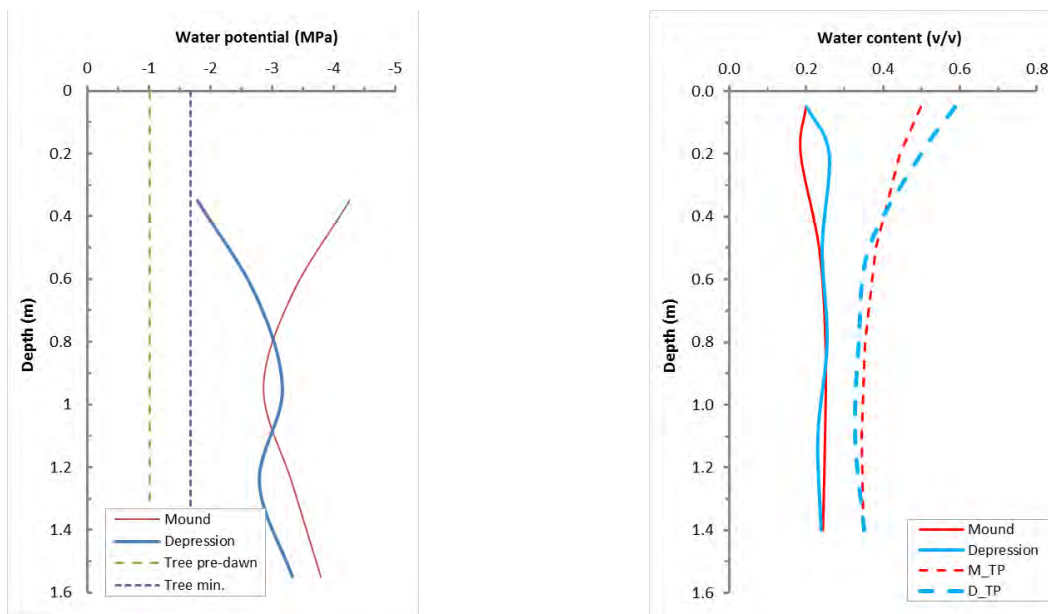 Water potential (MPa)
0 -1 -2 -3 -4 -5
0
0.2
0.4
0.6
0.8
1
1.2
1.4
1.6
Depth (m)
Mound
Depression
Tree pre-dawn
Tree min.
Water content (v/v)
0.0 0.2 0.4 0.6 0.8
0.0
0.2
0.4
0.6
0.8
1.0
1.2
1.4
1.6
Depth (m)
Mound
Depression
M_TP
D_TP